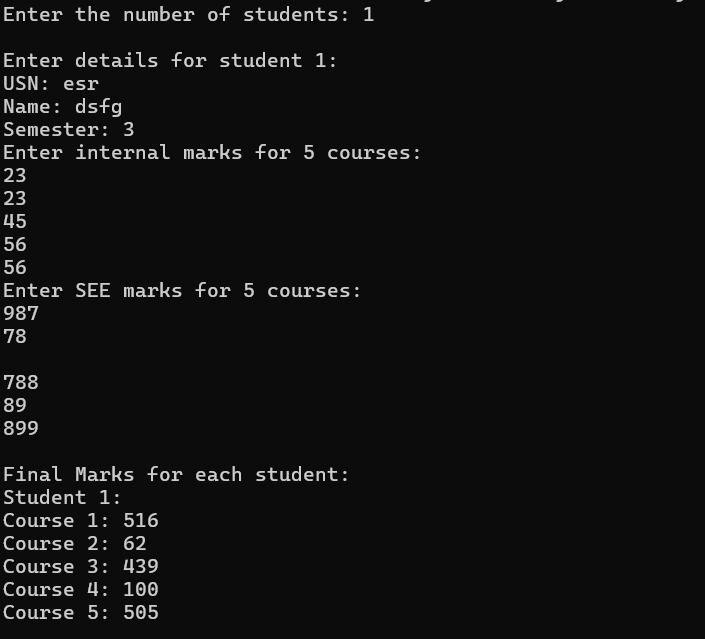 Enter the number of students: 1
Enter details for student 1:
USN: esr
Name: dsfg
Semester: 3
Enter internal marks for 5 courses:
23
23
45
56
56
Enter SEE marks for 5 courses:
987
78
788
89
899
Final Marks for each student:
Student 1:
Course 1: 516
Course 2: 62
Course 3: 439
Course 4: 100
Course 5: 505